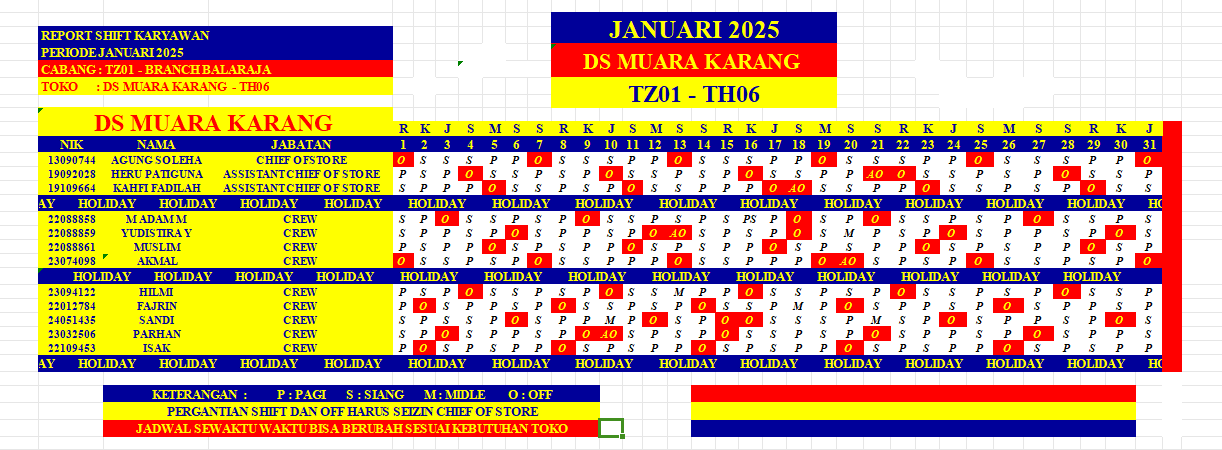 REPORT SHIFT KARYAWAN
PERIODE JANUARI 2025
CABANG : TZ01 - BRANCH BALARAJA
TOKO : DS MUARA KARANG - TH06
JANUARI 2025
DS MUARA KARANG
TZ01 - TH06
DS MUARA KARANG R K J S M S S R K J S M S S R K J S M S S R K J S S S S R K J
NIK NAMA JABATAN 1 2 3 4 5 6 7 8 9 10 11 12 13 14 15 16 17 18 19 20 21 22 23 24 25 26 27 28 29 30 31
13090744 AGUNG SOLEHA CHIEF OF STORE O S S S P P O S S S P P O S S S P P O S S S P P O S S S P P O
19092028 HERU PATIGUNA ASSISTANT CHIEF OF STORE P S P O S S P S P O S S P S P O S S P S AO O S S P S P O S S P
19109664 KAHFI FADILAH ASSISTANT CHIEF OF STORE S P P P O S S P P P O S S P P P O AO S P P P O S S P P P O S S
AY HOLIDAY HOLIDAY HOLIDAY HOLIDAY HOLIDAY HOLIDAY HOLIDAY HOLIDAY HOLIDAY HOLIDAY HOLIDAY HOLIDAY HOLIDAY HO
22088858 M ADAM M CREW S P O S S P S P O S S P S P S PS P O S S O S P S P S O S P S P
22088859 YUDISTIRA Y CREW S P P S P O S P S P P O AO S P S P O S M P S P O S P S P S O S
22088861 MUSLIM CREW P S P P O S S P S P O S P P S P O S S P P S O S P S P P O S P
23074098 AKMAL CREW O S P S P S O S P S P S O S P S P S O AO S P S P O S P S P S O
HOLIDAY HOLIDAY HOLIDAY HOLIDAY HOLIDAY HOLIDAY HOLIDAY HOLIDAY HOLIDAY HOLIDAY HOLIDAY HOLIDAY HOLIDAY
23094122 HILMI CREW P S P O S S P S P O S S M P P O S S P S P O S S P S P O S S P
22012784 FAJRIN CREW P O S P S P S O S P S P S O S S P M P O S P S P S O S P S P S
24051435 SANDI CREW S P S S P O S P P M P O S P O O S S P S M S P O S P P S P O S
23032506 PARHAN CREW S P O S S P S P O AO S P S P O S S S P S O S P P S P O S S P S
22109453 ISAK CREW P O S P S P S O S P S P S O S P S P S O S P S P S O S P S P S
AY HOLIDAY HOLIDAY HOLIDAY HOLIDAY HOLIDAY HOLIDAY HOLIDAY HOLIDAY HOLIDAY HOLIDAY HOLIDAY HOLIDAY HOLIDAY HO
KETERANGAN : P : PAGI S : SIANG M : MIDLE O : OFF
PERGANTIAN SHIFT DAN OFF HARUS SEIZIN CHIEF OF STORE
JADWAL SEWAKTU WAKTU BISA BERUBAH SESUAI KEBUTUHAN TOKO